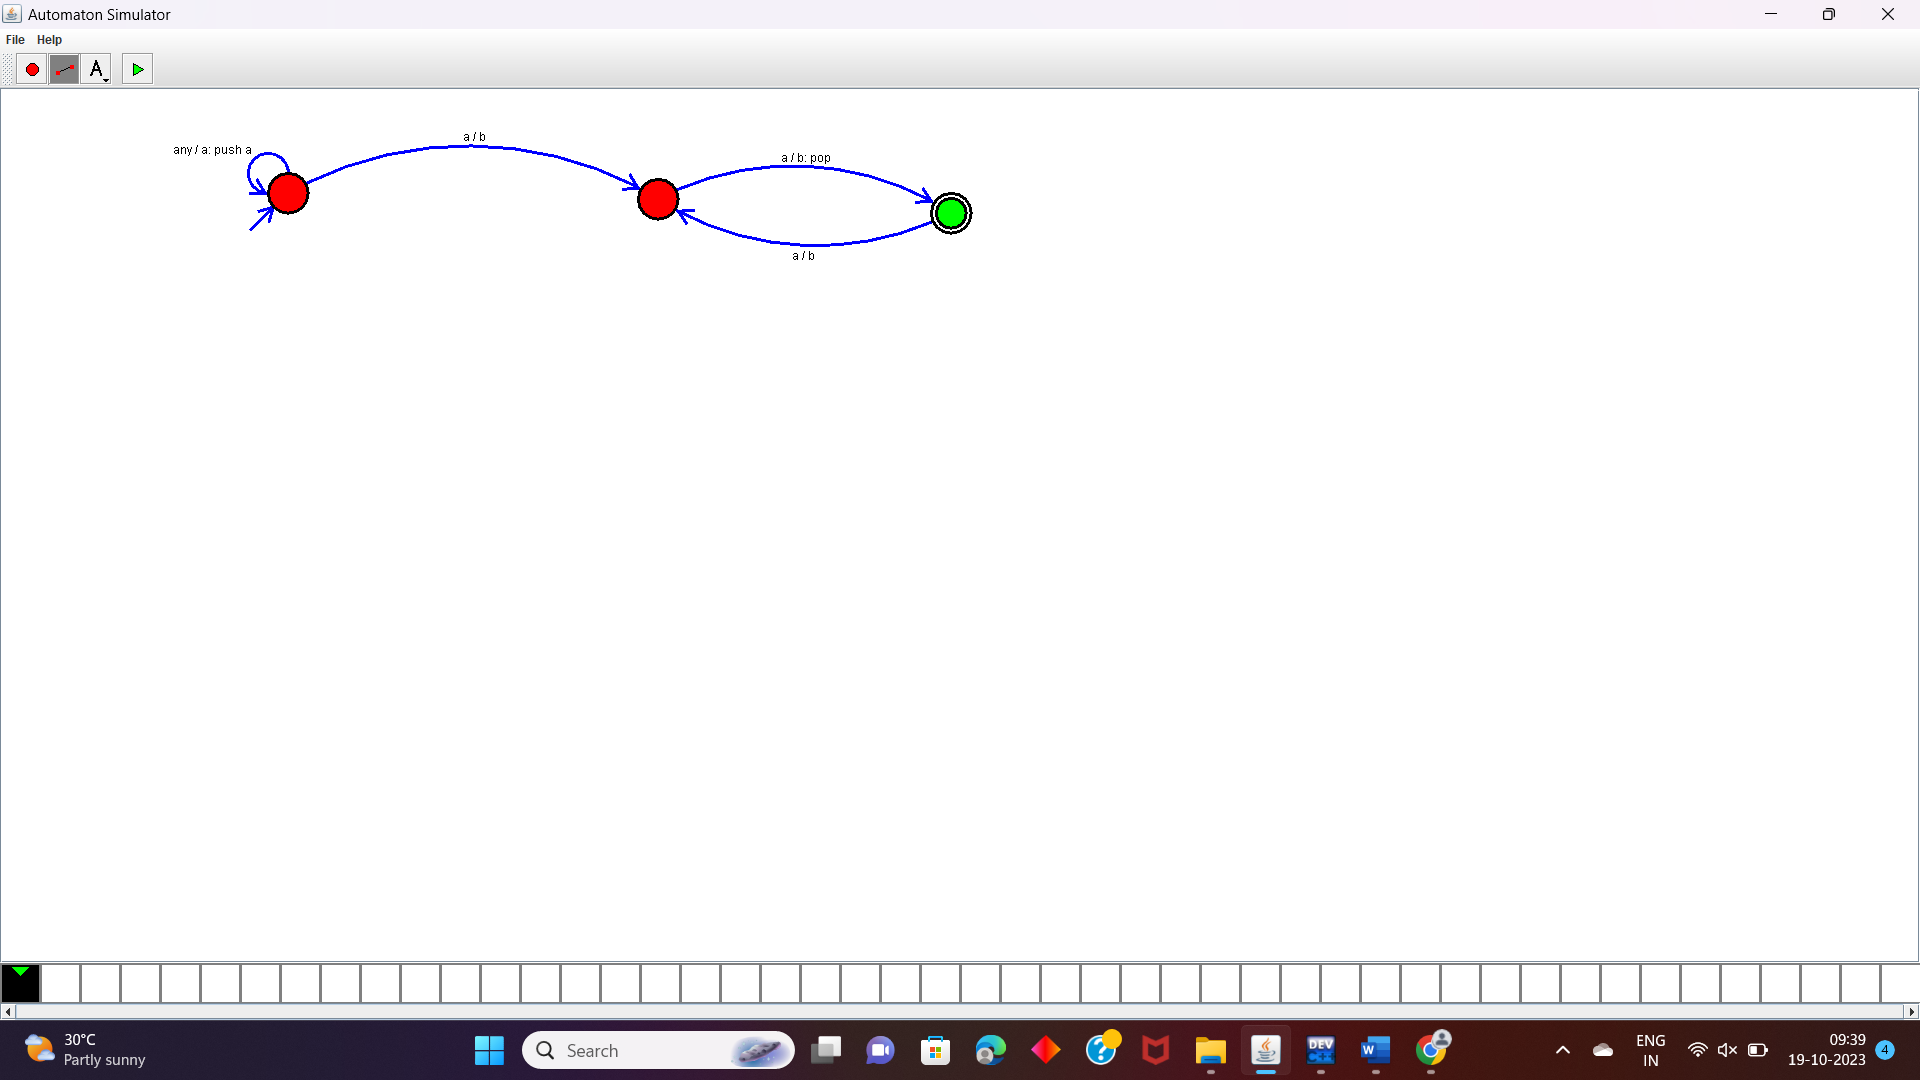 Automaton Simulator
File Help
A
a / b
any / a: push a
a / b: pop
a / b
30°C
Partly sunny
Search
DEV
C++
W
ENG
IN
09:39
19-10-2023
4